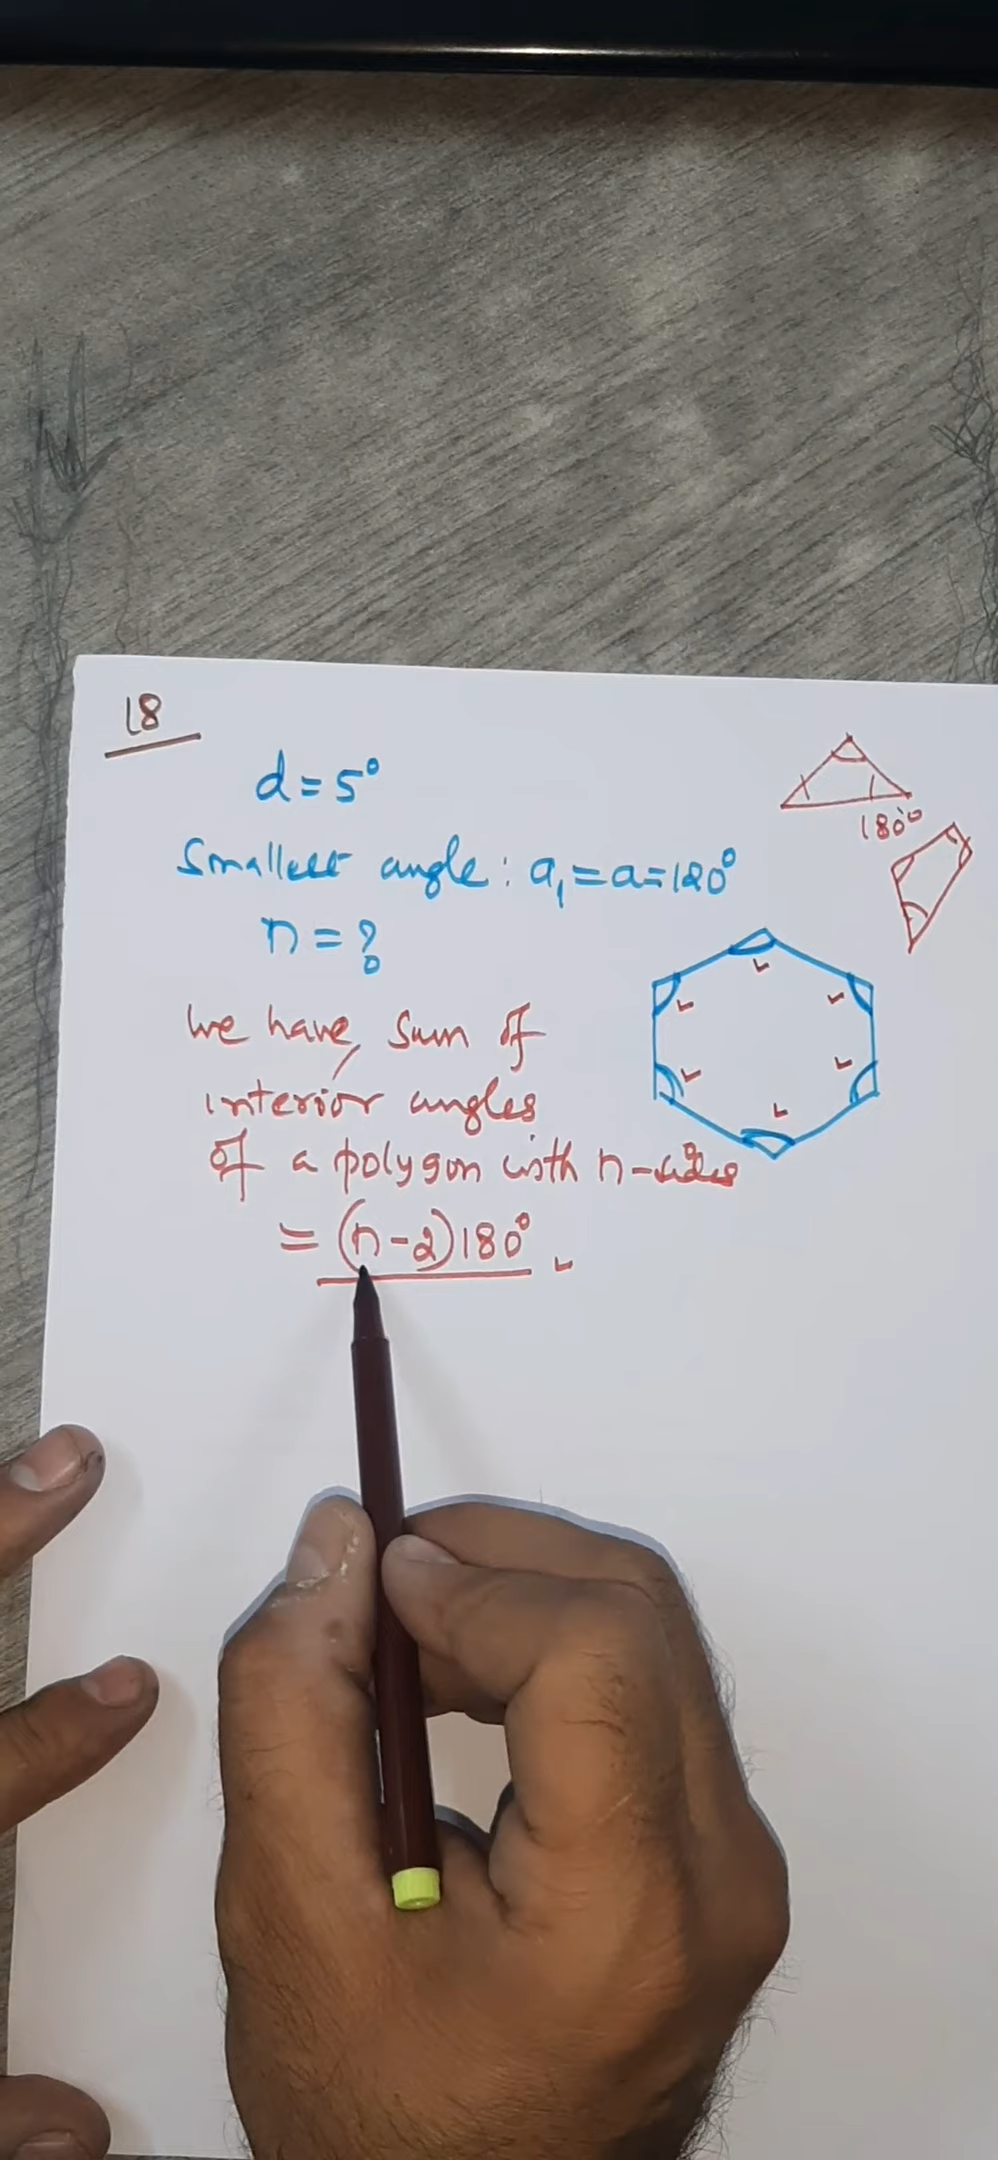 18
d = 5°
Smallest angle : a₁ = a = 120°
n = ?
180°
We have, sum of
interior angles
of a polygon with n-sides
= (n-2)180°